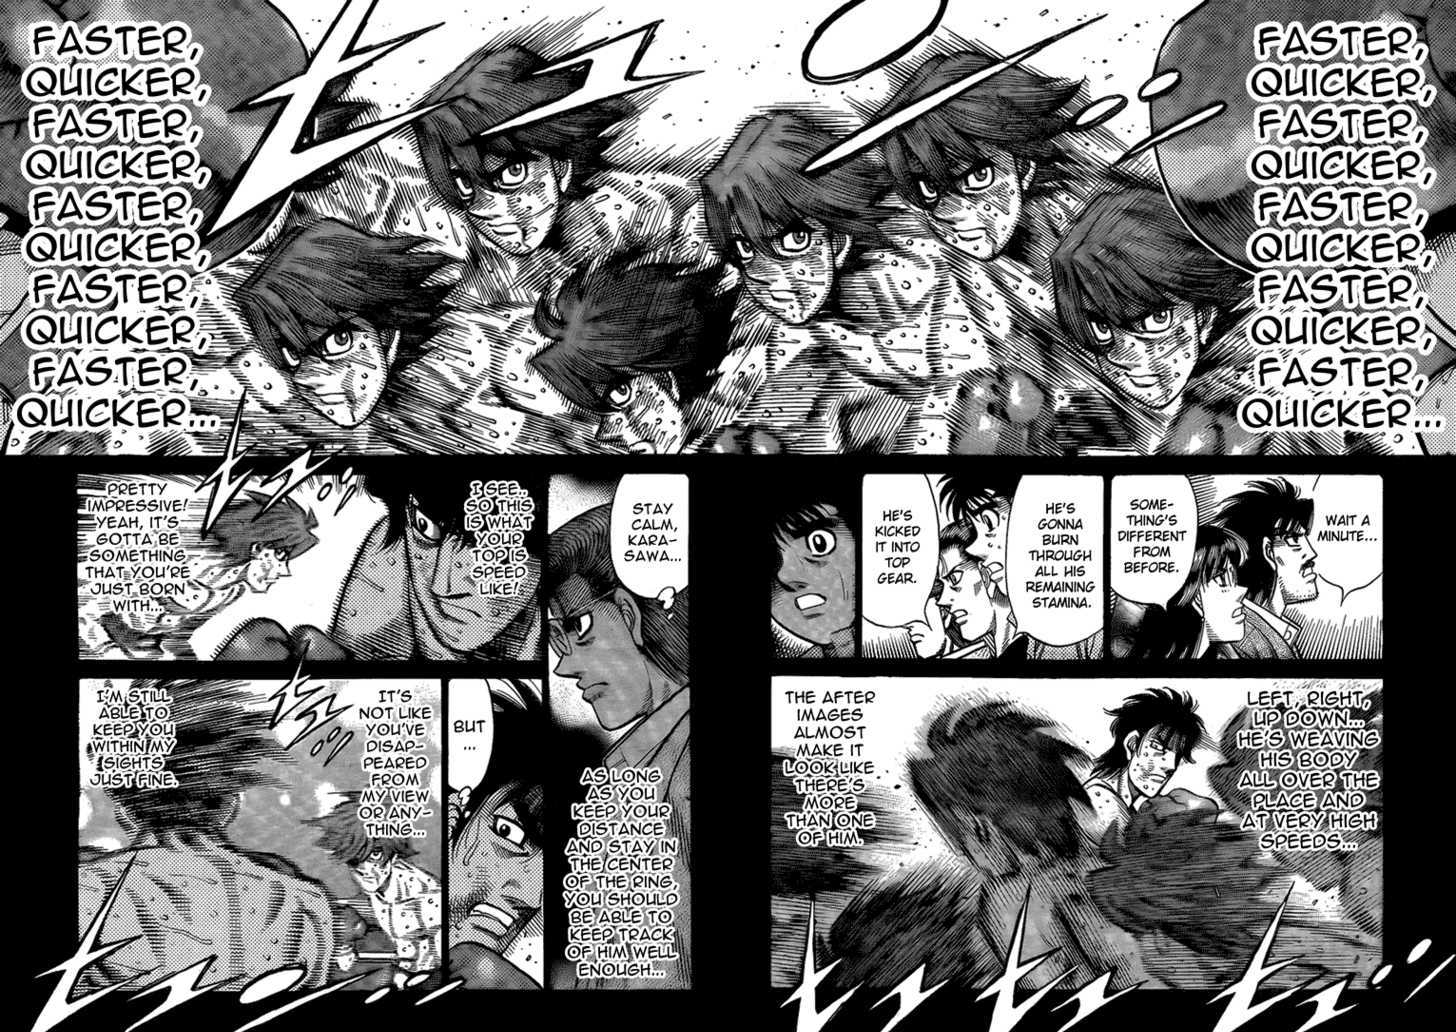 FASTER,
QUICKER,
FASTER,
QUICKER,
FASTER,
QUICKER,
FASTER,
QUICKER,
FASTER,
QUICKER...
FASTER,
QUICKER,
FASTER,
QUICKER,
FASTER,
QUICKER,
FASTER,
QUICKER,
FASTER,
QUICKER...
WAIT A
MINUTE...
SOME-
THING'S
DIFFERENT
FROM
BEFORE.
HE'S
GONNA
BURN
THROUGH
ALL HIS
REMAINING
STAMINA.
HE'S
KICKED
IT INTO
TOP
GEAR.
LEFT, RIGHT,
UP DOWN...
HE'S WEAVING
HIS BODY
ALL OVER THE
PLACE AND
AT VERY HIGH
SPEEDS...
THE AFTER
IMAGES
ALMOST
MAKE IT
LOOK LIKE
THERE'S
MORE
THAN ONE
OF HIM.
STAY
CALM,
KARA-
SAWA...
AS LONG
AS YOU
KEEP YOUR
DISTANCE
AND STAY IN
THE CENTER
OF THE RING,
YOU SHOULD
BE ABLE TO
KEEP TRACK
OF HIM WELL
ENOUGH...
I SEE..
SO THIS
IS WHAT
YOUR
TOP IS
SPEED
LIKE!
PRETTY
IMPRESSIVE!
YEAH, IT'S
GOTTA BE
SOMETHING
THAT YOU'RE
JUST BORN
WITH...
BUT
...
IT'S
NOT LIKE
YOU'VE
DISAP-
PEARED
FROM
MY VIEW
OR ANY-
THING...
I'M STILL
ABLE TO
KEEP YOU
WITHIN MY
SIGHTS
JUST FINE.